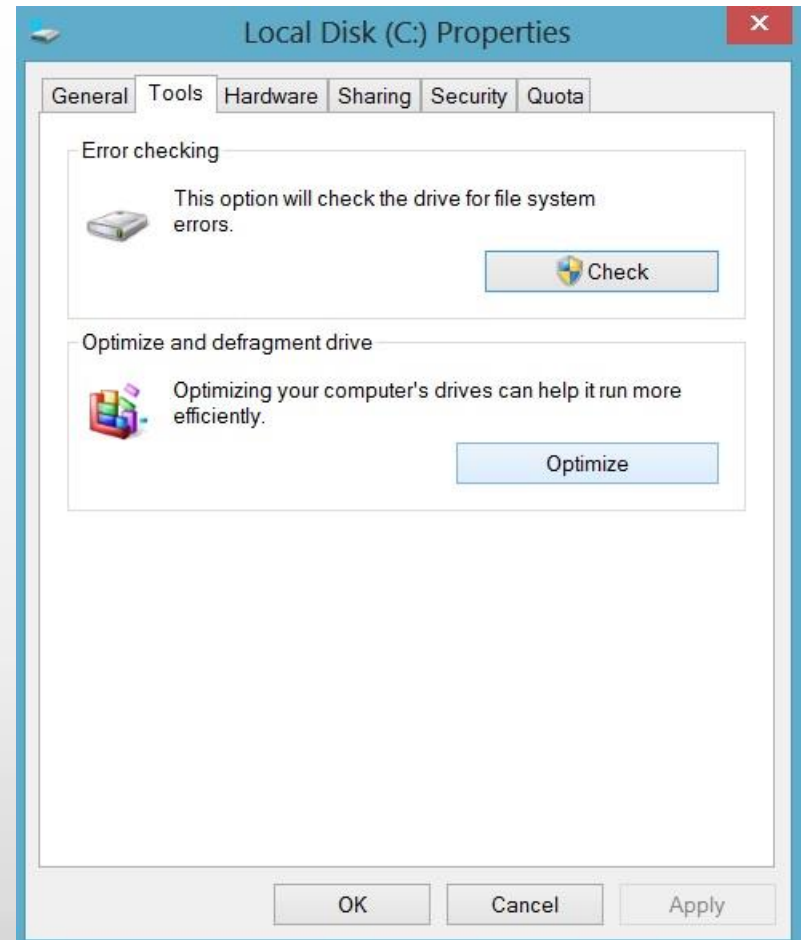 Local Disk (C:) Properties
x
General Tools Hardware Sharing Security Quota
Error checking
This option will check the drive for file system
errors.
Check
Optimize and defragment drive
Optimizing your computer's drives can help it run more
efficiently.
Optimize
OK Cancel Apply